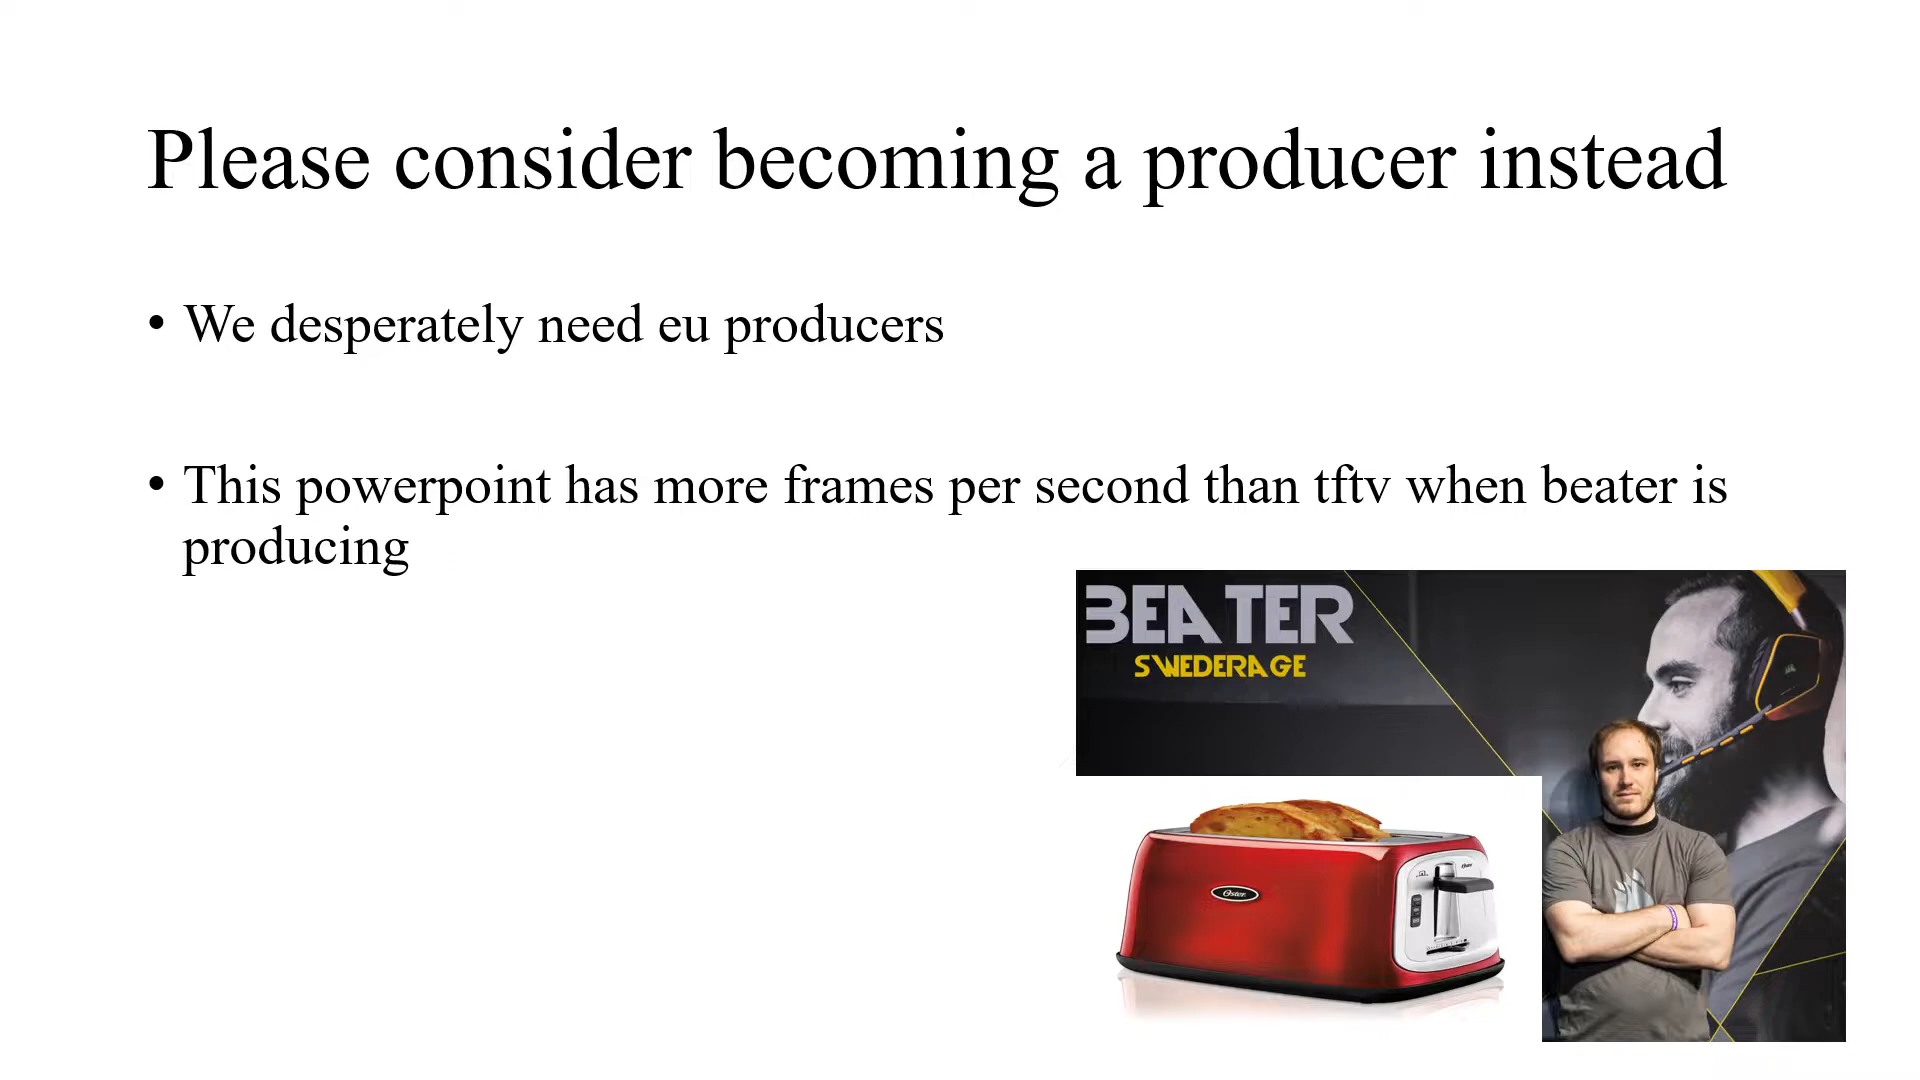 Please consider becoming a producer instead
• We desperately need eu producers
• This powerpoint has more frames per second than tftv when beater is
producing
BEATER
SWEDERAGE
Oster